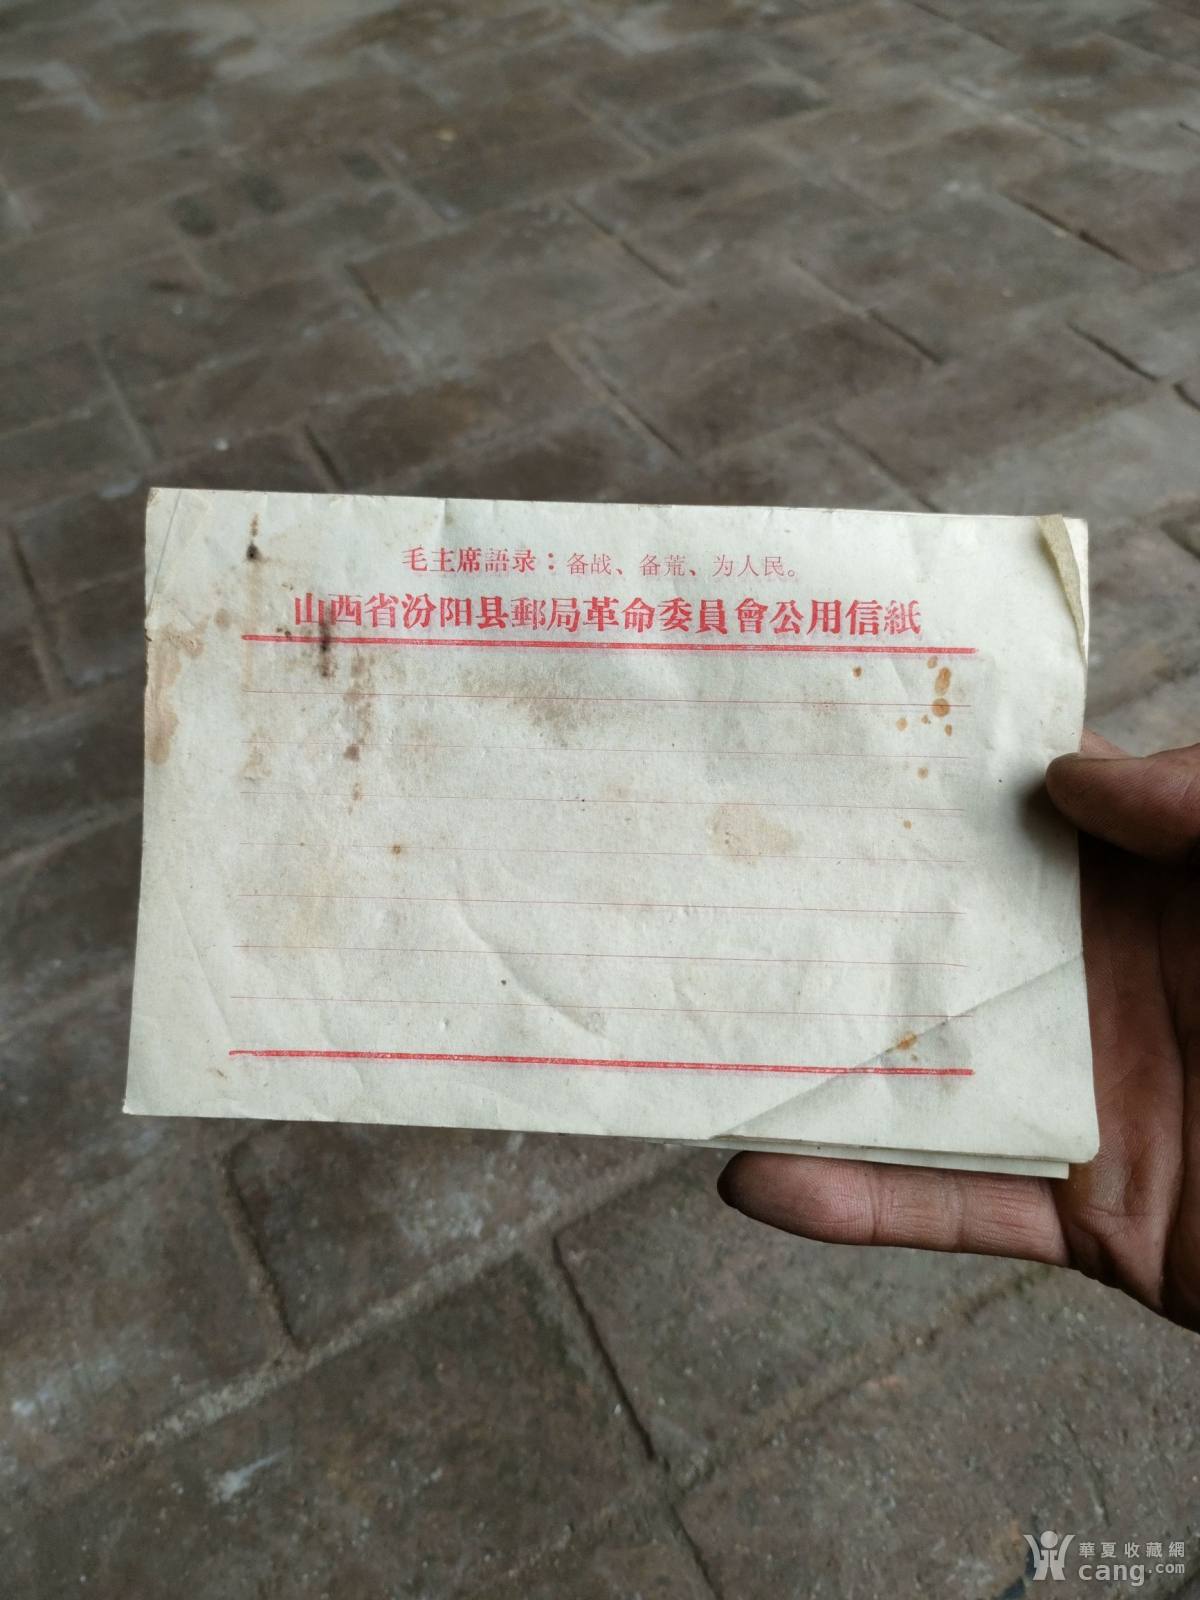 毛主席語录：备战、备荒、为人民。
山西省汾阳县郵局革命委員會公用信紙
華夏收藏網
cang.com